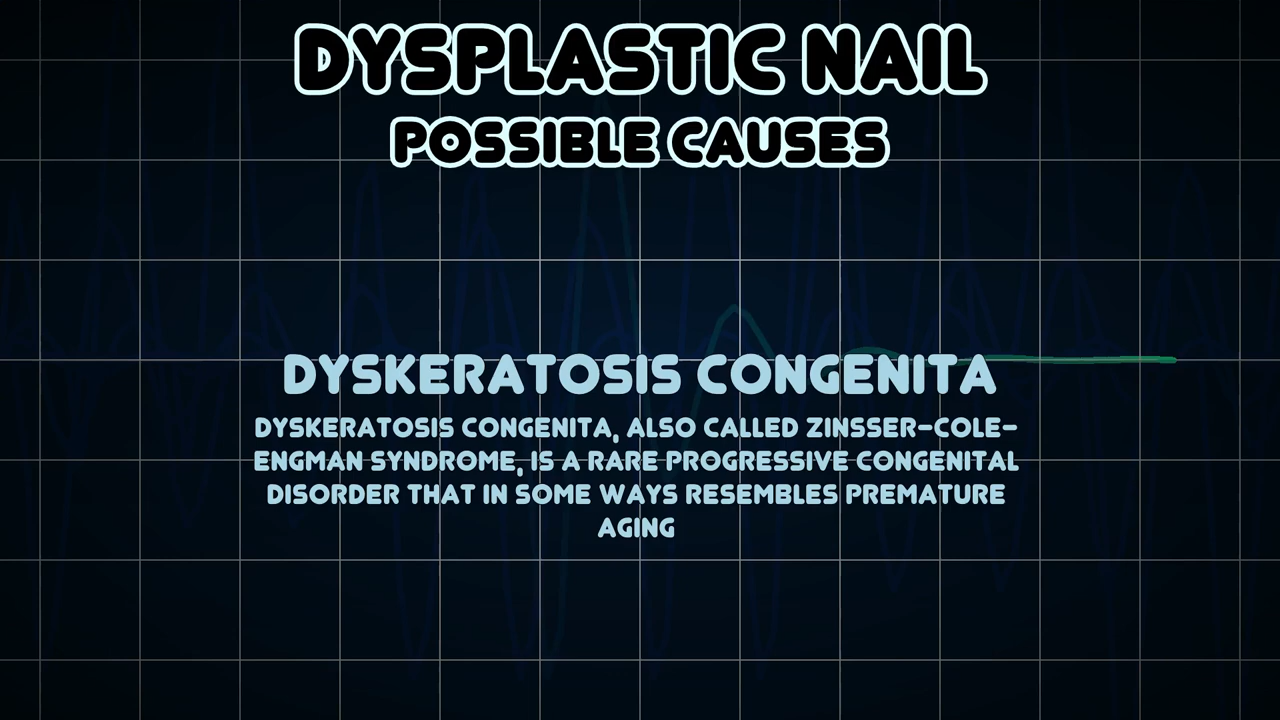 DYSPLASTIC NAIL
POSSIBLE CAUSES
DYSKERATOSIS CONGENITA
DYSKERATOSIS CONGENITA, ALSO CALLED ZINSSER-COLE-
ENGMAN SYNDROME, IS A RARE PROGRESSIVE CONGENITAL
DISORDER THAT IN SOME WAYS RESEMBLES PREMATURE
AGING